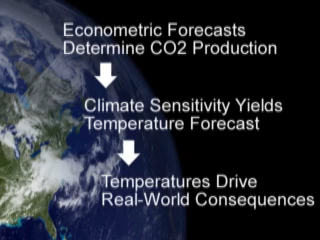 Econometric Forecasts
Determine CO2 Production
Climate Sensitivity Yields
Temperature Forecast
Temperatures Drive
Real-World Consequences